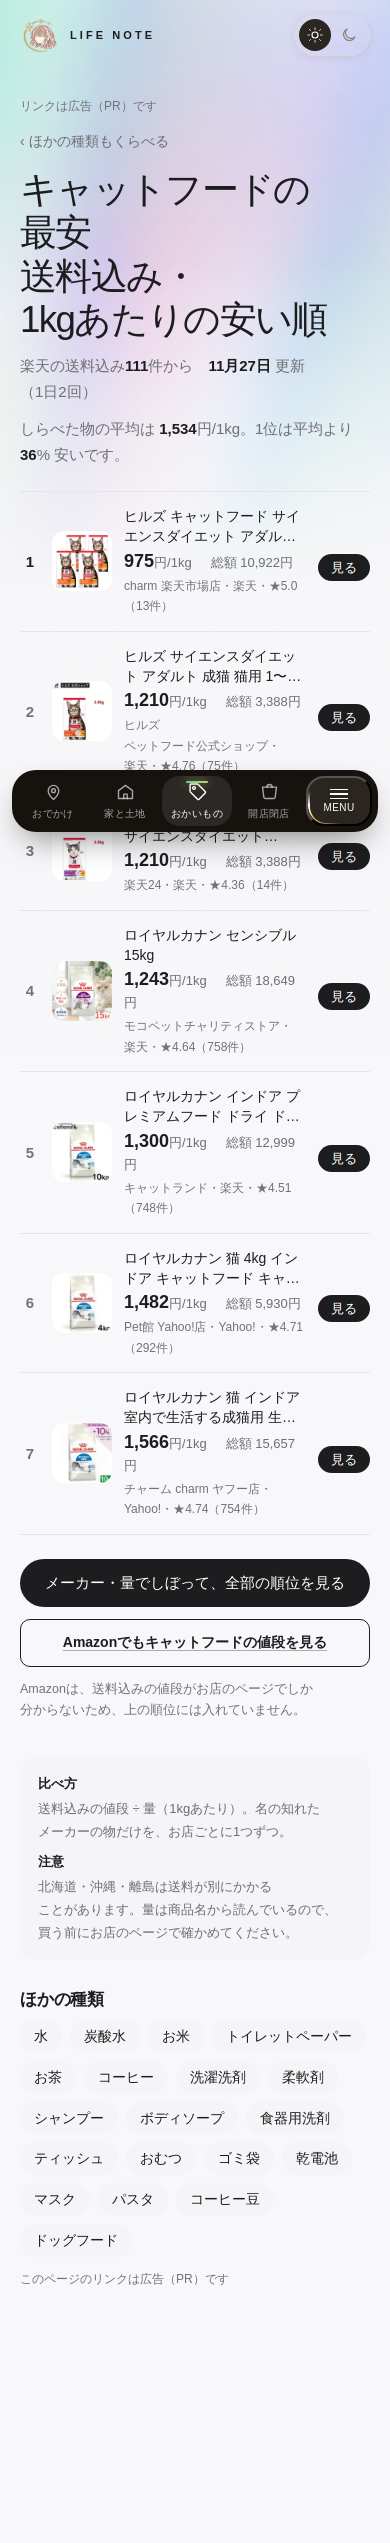 LIFE NOTE
リンクは広告（PR）です
‹ ほかの種類もくらべる
キャットフードの
最安
送料込み・
1kgあたりの安い順
楽天の送料込み111件から 11月27日 更新
（1日2回）
しらべた物の平均は 1,534円/1kg。1位は平均より
36% 安いです。
1
ヒルズ キャットフード サイ
エンスダイエット アダル…
975円/1kg 総額 10,922円
charm 楽天市場店・楽天・★5.0
（13件）
見る
2
ヒルズ サイエンスダイエッ
ト アダルト 成猫 猫用 1〜…
1,210円/1kg 総額 3,388円
ヒルズ
ペットフード公式ショップ・
楽天・★4.76（75件）
見る
おでかけ
家と土地
おかいもの
開店閉店
MENU
3
サイエンスダイエット…
1,210円/1kg 総額 3,388円
楽天24・楽天・★4.36（14件）
見る
4
ロイヤルカナン センシブル
15kg
1,243円/1kg 総額 18,649
円
モコペットチャリティストア・
楽天・★4.64（758件）
見る
5
10kg
ロイヤルカナン インドア プ
レミアムフード ドライ ド…
1,300円/1kg 総額 12,999
円
キャットランド・楽天・★4.51
（748件）
見る
6
4kg
ロイヤルカナン 猫 4kg イン
ドア キャットフード キャ…
1,482円/1kg 総額 5,930円
Pet館 Yahoo!店・Yahoo!・★4.71
（292件）
見る
7
ロイヤルカナン 猫 インドア
室内で生活する成猫用 生…
1,566円/1kg 総額 15,657
円
チャーム charm ヤフー店・
Yahoo!・★4.74（754件）
見る
メーカー・量でしぼって、全部の順位を見る
Amazonでもキャットフードの値段を見る
Amazonは、送料込みの値段がお店のページでしか
分からないため、上の順位には入れていません。
比べ方
送料込みの値段 ÷ 量（1kgあたり）。名の知れた
メーカーの物だけを、お店ごとに1つずつ。
注意
北海道・沖縄・離島は送料が別にかかる
ことがあります。量は商品名から読んでいるので、
買う前にお店のページで確かめてください。
ほかの種類
水 炭酸水 お米 トイレットペーパー
お茶 コーヒー 洗濯洗剤 柔軟剤
シャンプー ボディソープ 食器用洗剤
ティッシュ おむつ ゴミ袋 乾電池
マスク パスタ コーヒー豆
ドッグフード
このページのリンクは広告（PR）です